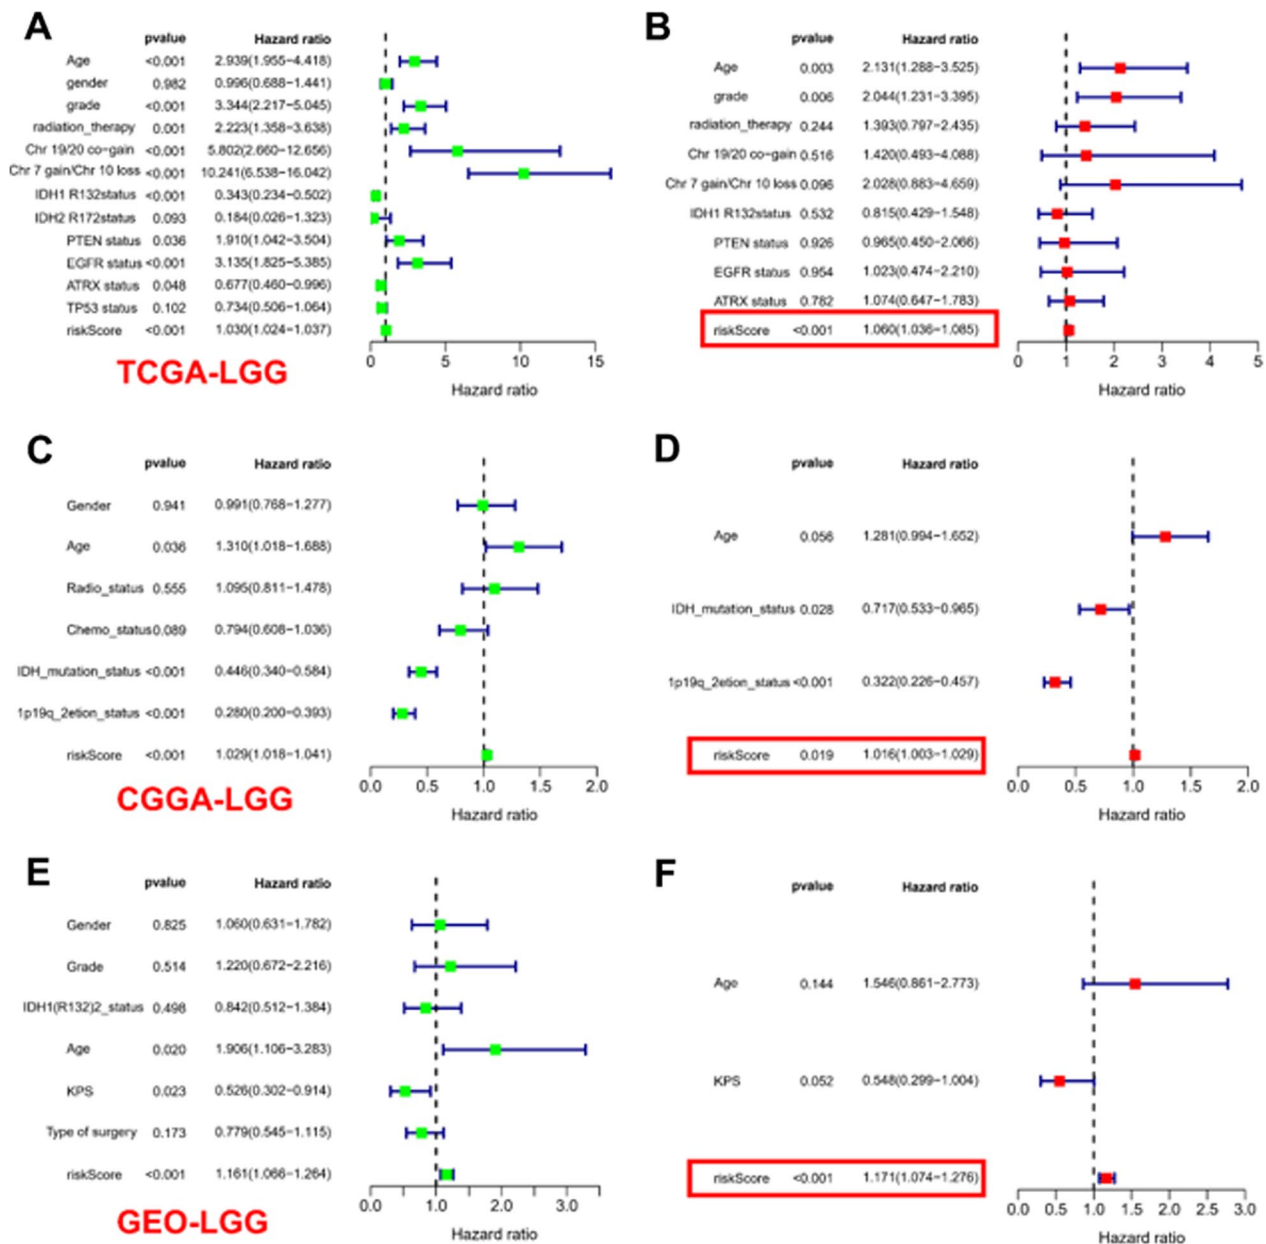 A
pvalue Hazard ratio
Age <0.001 2.939(1.955−4.418)
gender 0.982 0.996(0.688−1.441)
grade <0.001 3.344(2.217−5.045)
radiation_therapy 0.001 2.223(1.358−3.638)
Chr 19/20 co-gain <0.001 5.802(2.660−12.656)
Chr 7 gain/Chr 10 loss <0.001 10.241(6.538−16.042)
IDH1 R132status <0.001 0.343(0.234−0.502)
IDH2 R172status 0.093 0.184(0.026−1.323)
PTEN status 0.036 1.910(1.042−3.504)
EGFR status <0.001 3.135(1.825−5.385)
ATRX status 0.048 0.677(0.460−0.996)
TP53 status 0.102 0.734(0.506−1.064)
riskScore <0.001 1.030(1.024−1.037)
0 5 10 15
Hazard ratio
TCGA-LGG
B
pvalue Hazard ratio
Age 0.003 2.131(1.288−3.525)
grade 0.006 2.044(1.231−3.395)
radiation_therapy 0.244 1.393(0.797−2.435)
Chr 19/20 co-gain 0.516 1.420(0.493−4.088)
Chr 7 gain/Chr 10 loss 0.096 2.028(0.883−4.659)
IDH1 R132status 0.532 0.815(0.429−1.548)
PTEN status 0.926 0.965(0.450−2.066)
EGFR status 0.954 1.023(0.474−2.210)
ATRX status 0.782 1.074(0.647−1.783)
riskScore <0.001 1.060(1.036−1.085)
0 1 2 3 4 5
Hazard ratio
C
pvalue Hazard ratio
Gender 0.941 0.991(0.768−1.277)
Age 0.036 1.310(1.018−1.688)
Radio_status 0.555 1.095(0.811−1.478)
Chemo_status 0.089 0.794(0.608−1.036)
IDH_mutation_status <0.001 0.446(0.340−0.584)
1p19q_2etion_status <0.001 0.280(0.200−0.393)
riskScore <0.001 1.029(1.018−1.041)
0.0 0.5 1.0 1.5 2.0
Hazard ratio
CGGA-LGG
D
pvalue Hazard ratio
Age 0.056 1.281(0.994−1.652)
IDH_mutation_status 0.028 0.717(0.533−0.965)
1p19q_2etion_status <0.001 0.322(0.226−0.457)
riskScore 0.019 1.016(1.003−1.029)
0.0 0.5 1.0 1.5 2.0
Hazard ratio
E
pvalue Hazard ratio
Gender 0.825 1.060(0.631−1.782)
Grade 0.514 1.220(0.672−2.216)
IDH1(R132)2_status 0.498 0.842(0.512−1.384)
Age 0.020 1.906(1.106−3.283)
KPS 0.023 0.526(0.302−0.914)
Type of surgery 0.173 0.779(0.545−1.115)
riskScore <0.001 1.161(1.066−1.264)
0.0 1.0 2.0 3.0
Hazard ratio
GEO-LGG
F
pvalue Hazard ratio
Age 0.144 1.546(0.861−2.773)
KPS 0.052 0.548(0.299−1.004)
riskScore <0.001 1.171(1.074−1.276)
0.0 0.5 1.0 1.5 2.0 2.5 3.0
Hazard ratio